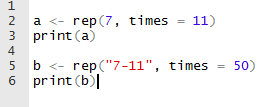 1
2 a <- rep(7, times = 11)
3 print(a)
4
5 b <- rep("7-11", times = 50)
6 print(b)